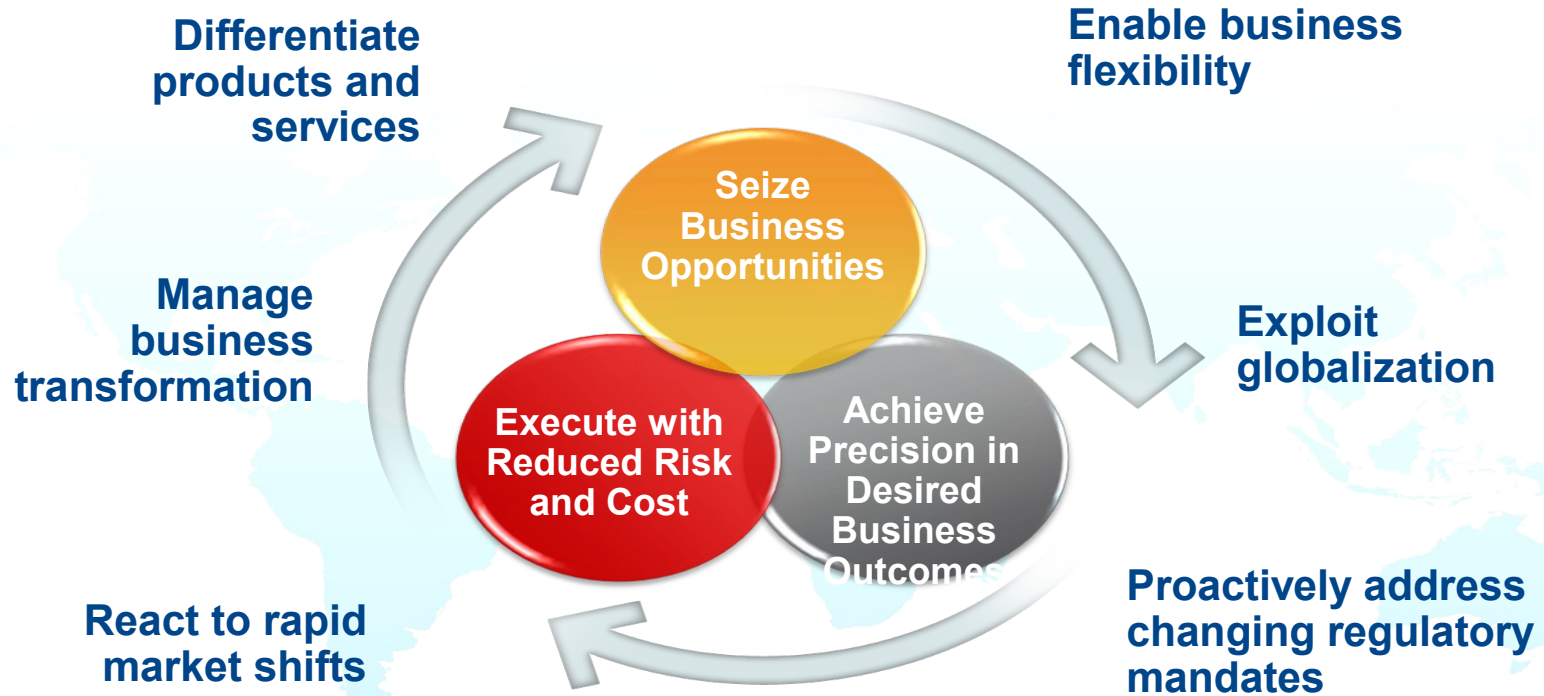 Differentiate
products and
services
Enable business
flexibility
Seize
Business
Opportunities
Manage
business
transformation
Exploit
globalization
Execute with
Reduced Risk
and Cost
Achieve
Precision in
Desired
Business
Outcomes
React to rapid
market shifts
Proactively address
changing regulatory
mandates